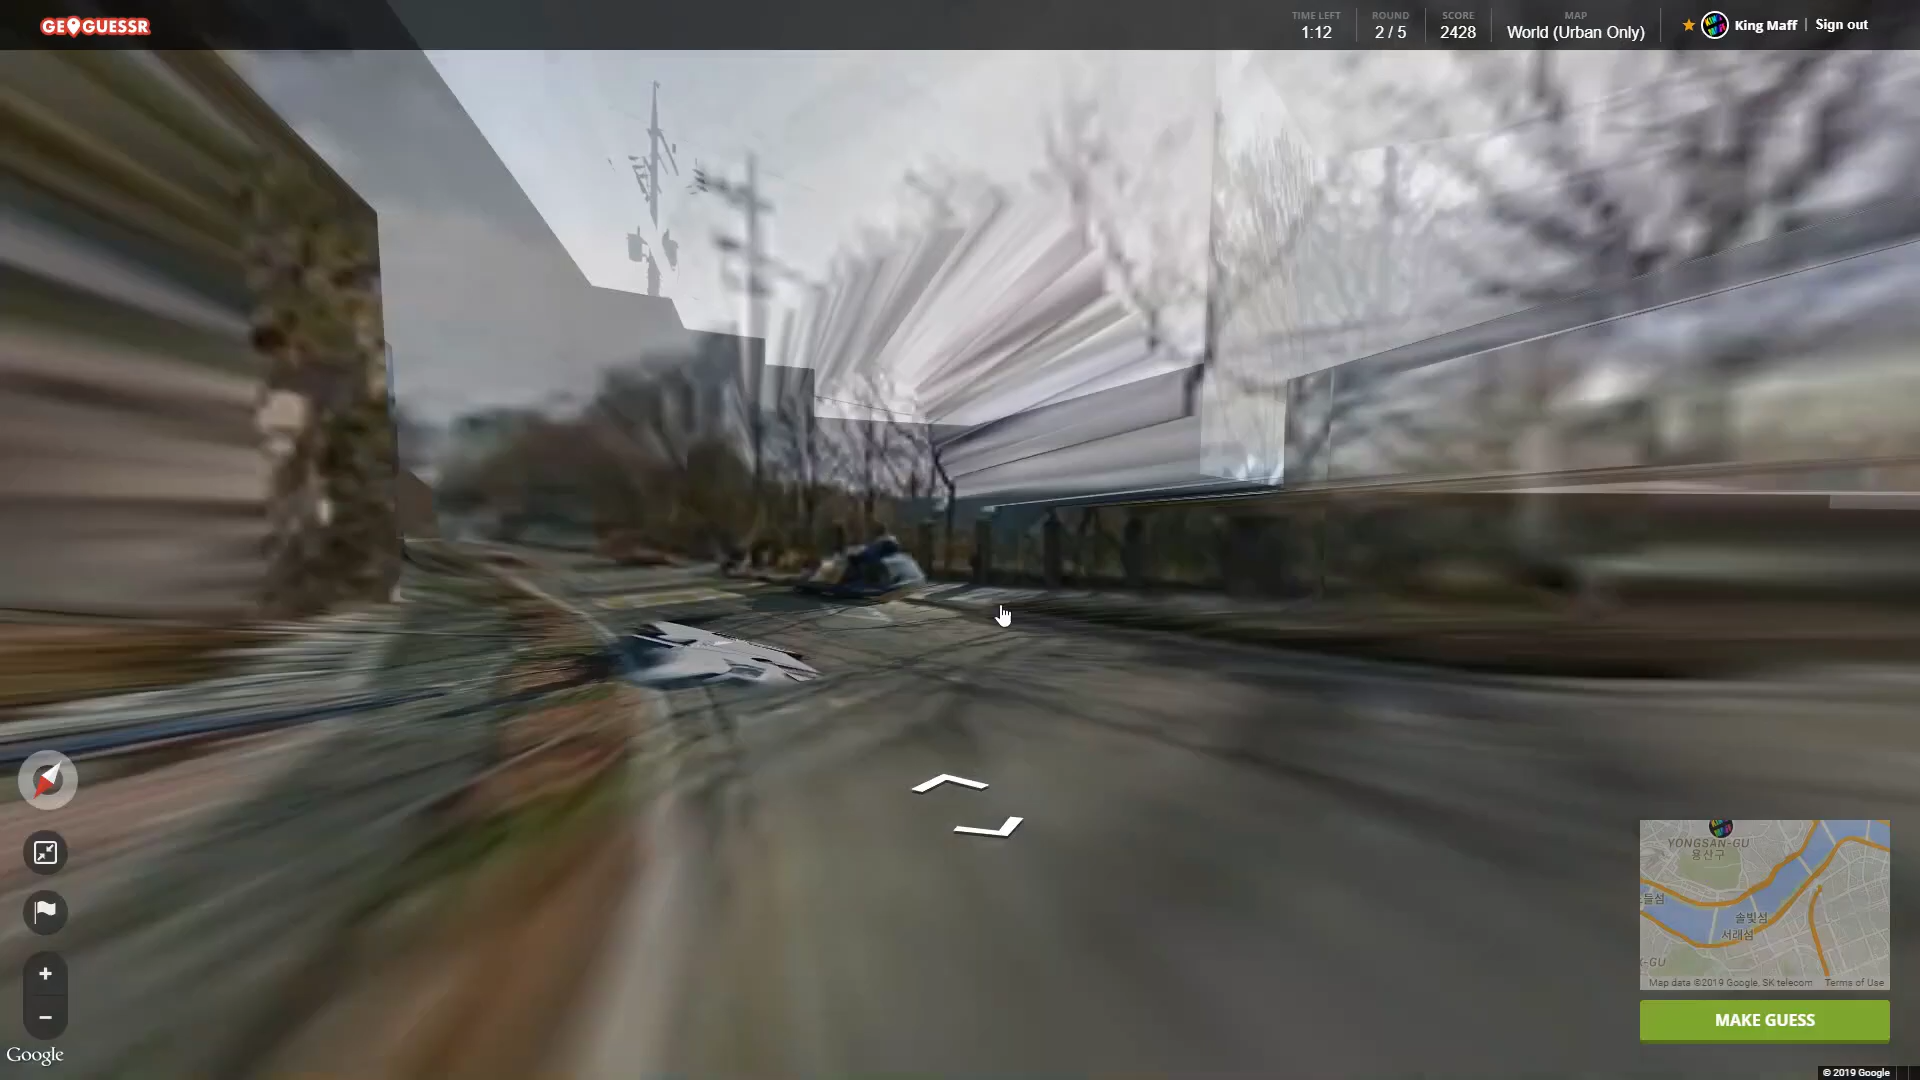 GEOGUESSR
TIME LEFT
1:12
ROUND
2 / 5
SCORE
2428
MAP
World (Urban Only)
King Maff
Sign out
YONGSAN-GU
용산구
솔빛섬
서래섬
Map data ©2019 Google, SK telecom
Terms of Use
MAKE GUESS
Google
© 2019 Google